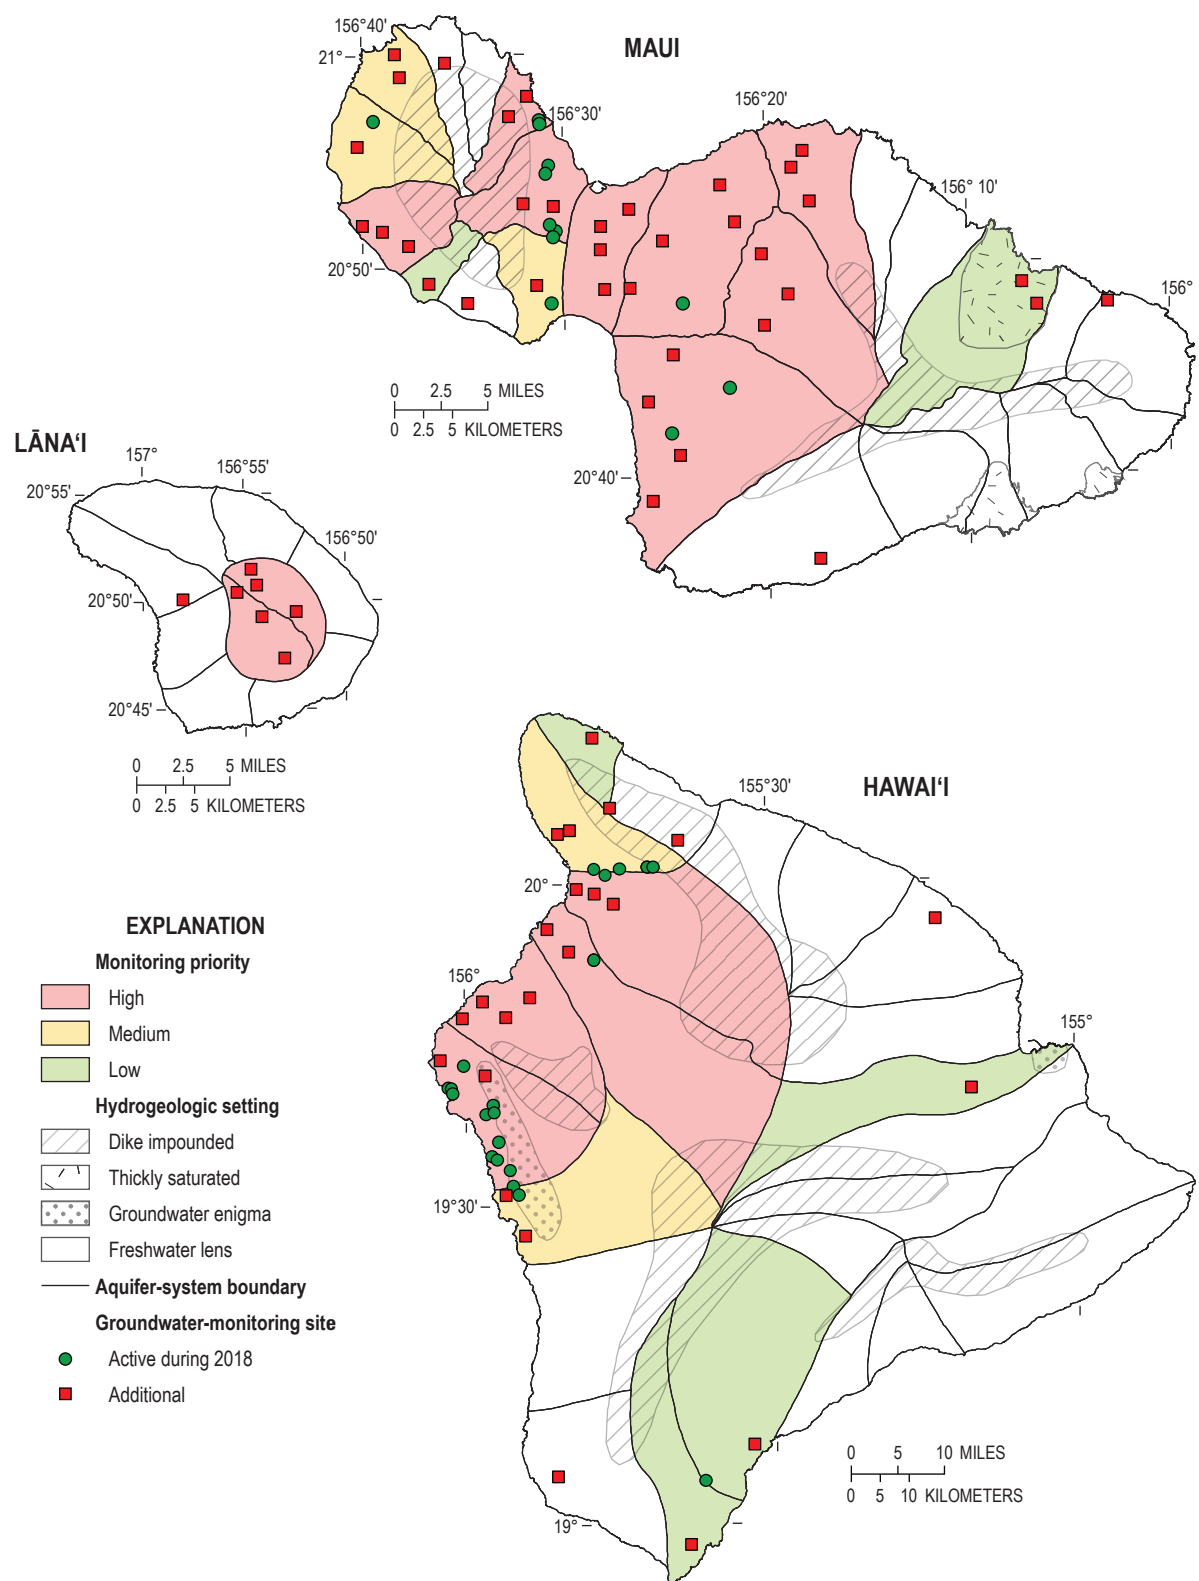 MAUI
156°40'
21°
156°30'
156°20'
156° 10'
156°
20°50'
20°40'
0 2.5 5 MILES
0 2.5 5 KILOMETERS
LĀNAʻI
157°
156°55'
20°55'
156°50'
20°50'
20°45'
0 2.5 5 MILES
0 2.5 5 KILOMETERS
HAWAIʻI
155°30'
20°
156°
155°
19°30'
19°
0 5 10 MILES
0 5 10 KILOMETERS
EXPLANATION
Monitoring priority
High
Medium
Low
Hydrogeologic setting
Dike impounded
Thickly saturated
Groundwater enigma
Freshwater lens
Aquifer-system boundary
Groundwater-monitoring site
Active during 2018
Additional